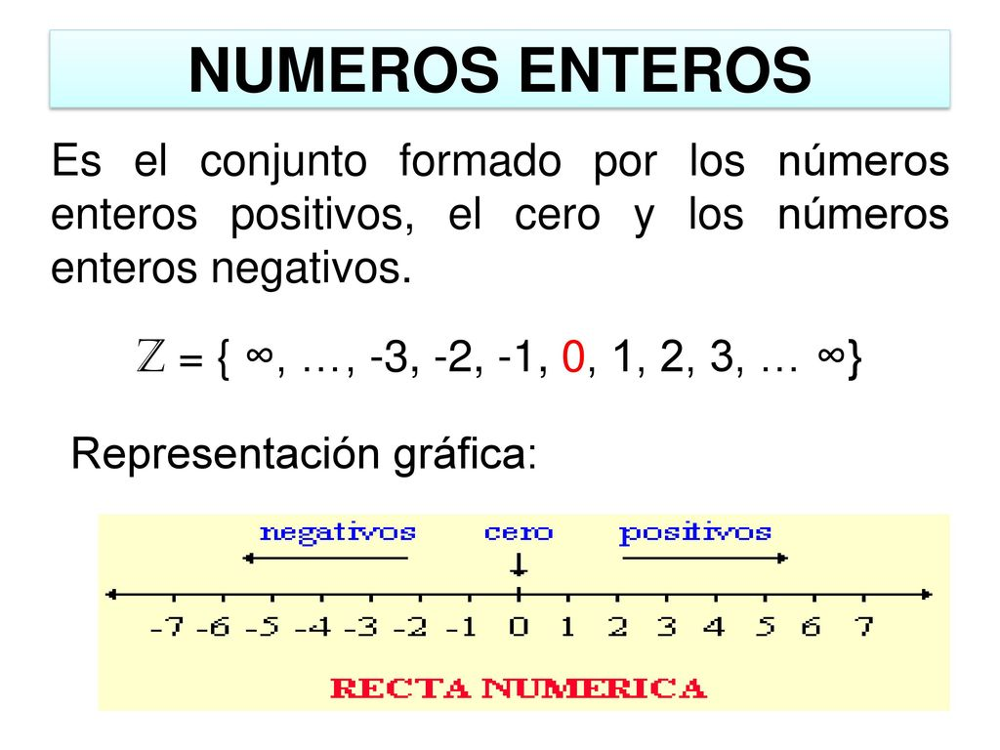 NUMEROS ENTEROS
Es el conjunto formado por los números
enteros positivos, el cero y los números
enteros negativos.
ℤ = { ∞, …, -3, -2, -1, 0, 1, 2, 3, … ∞}
Representación gráfica:
negativos cero positivos
-7 -6 -5 -4 -3 -2 -1 0 1 2 3 4 5 6 7
RECTA NUMERICA